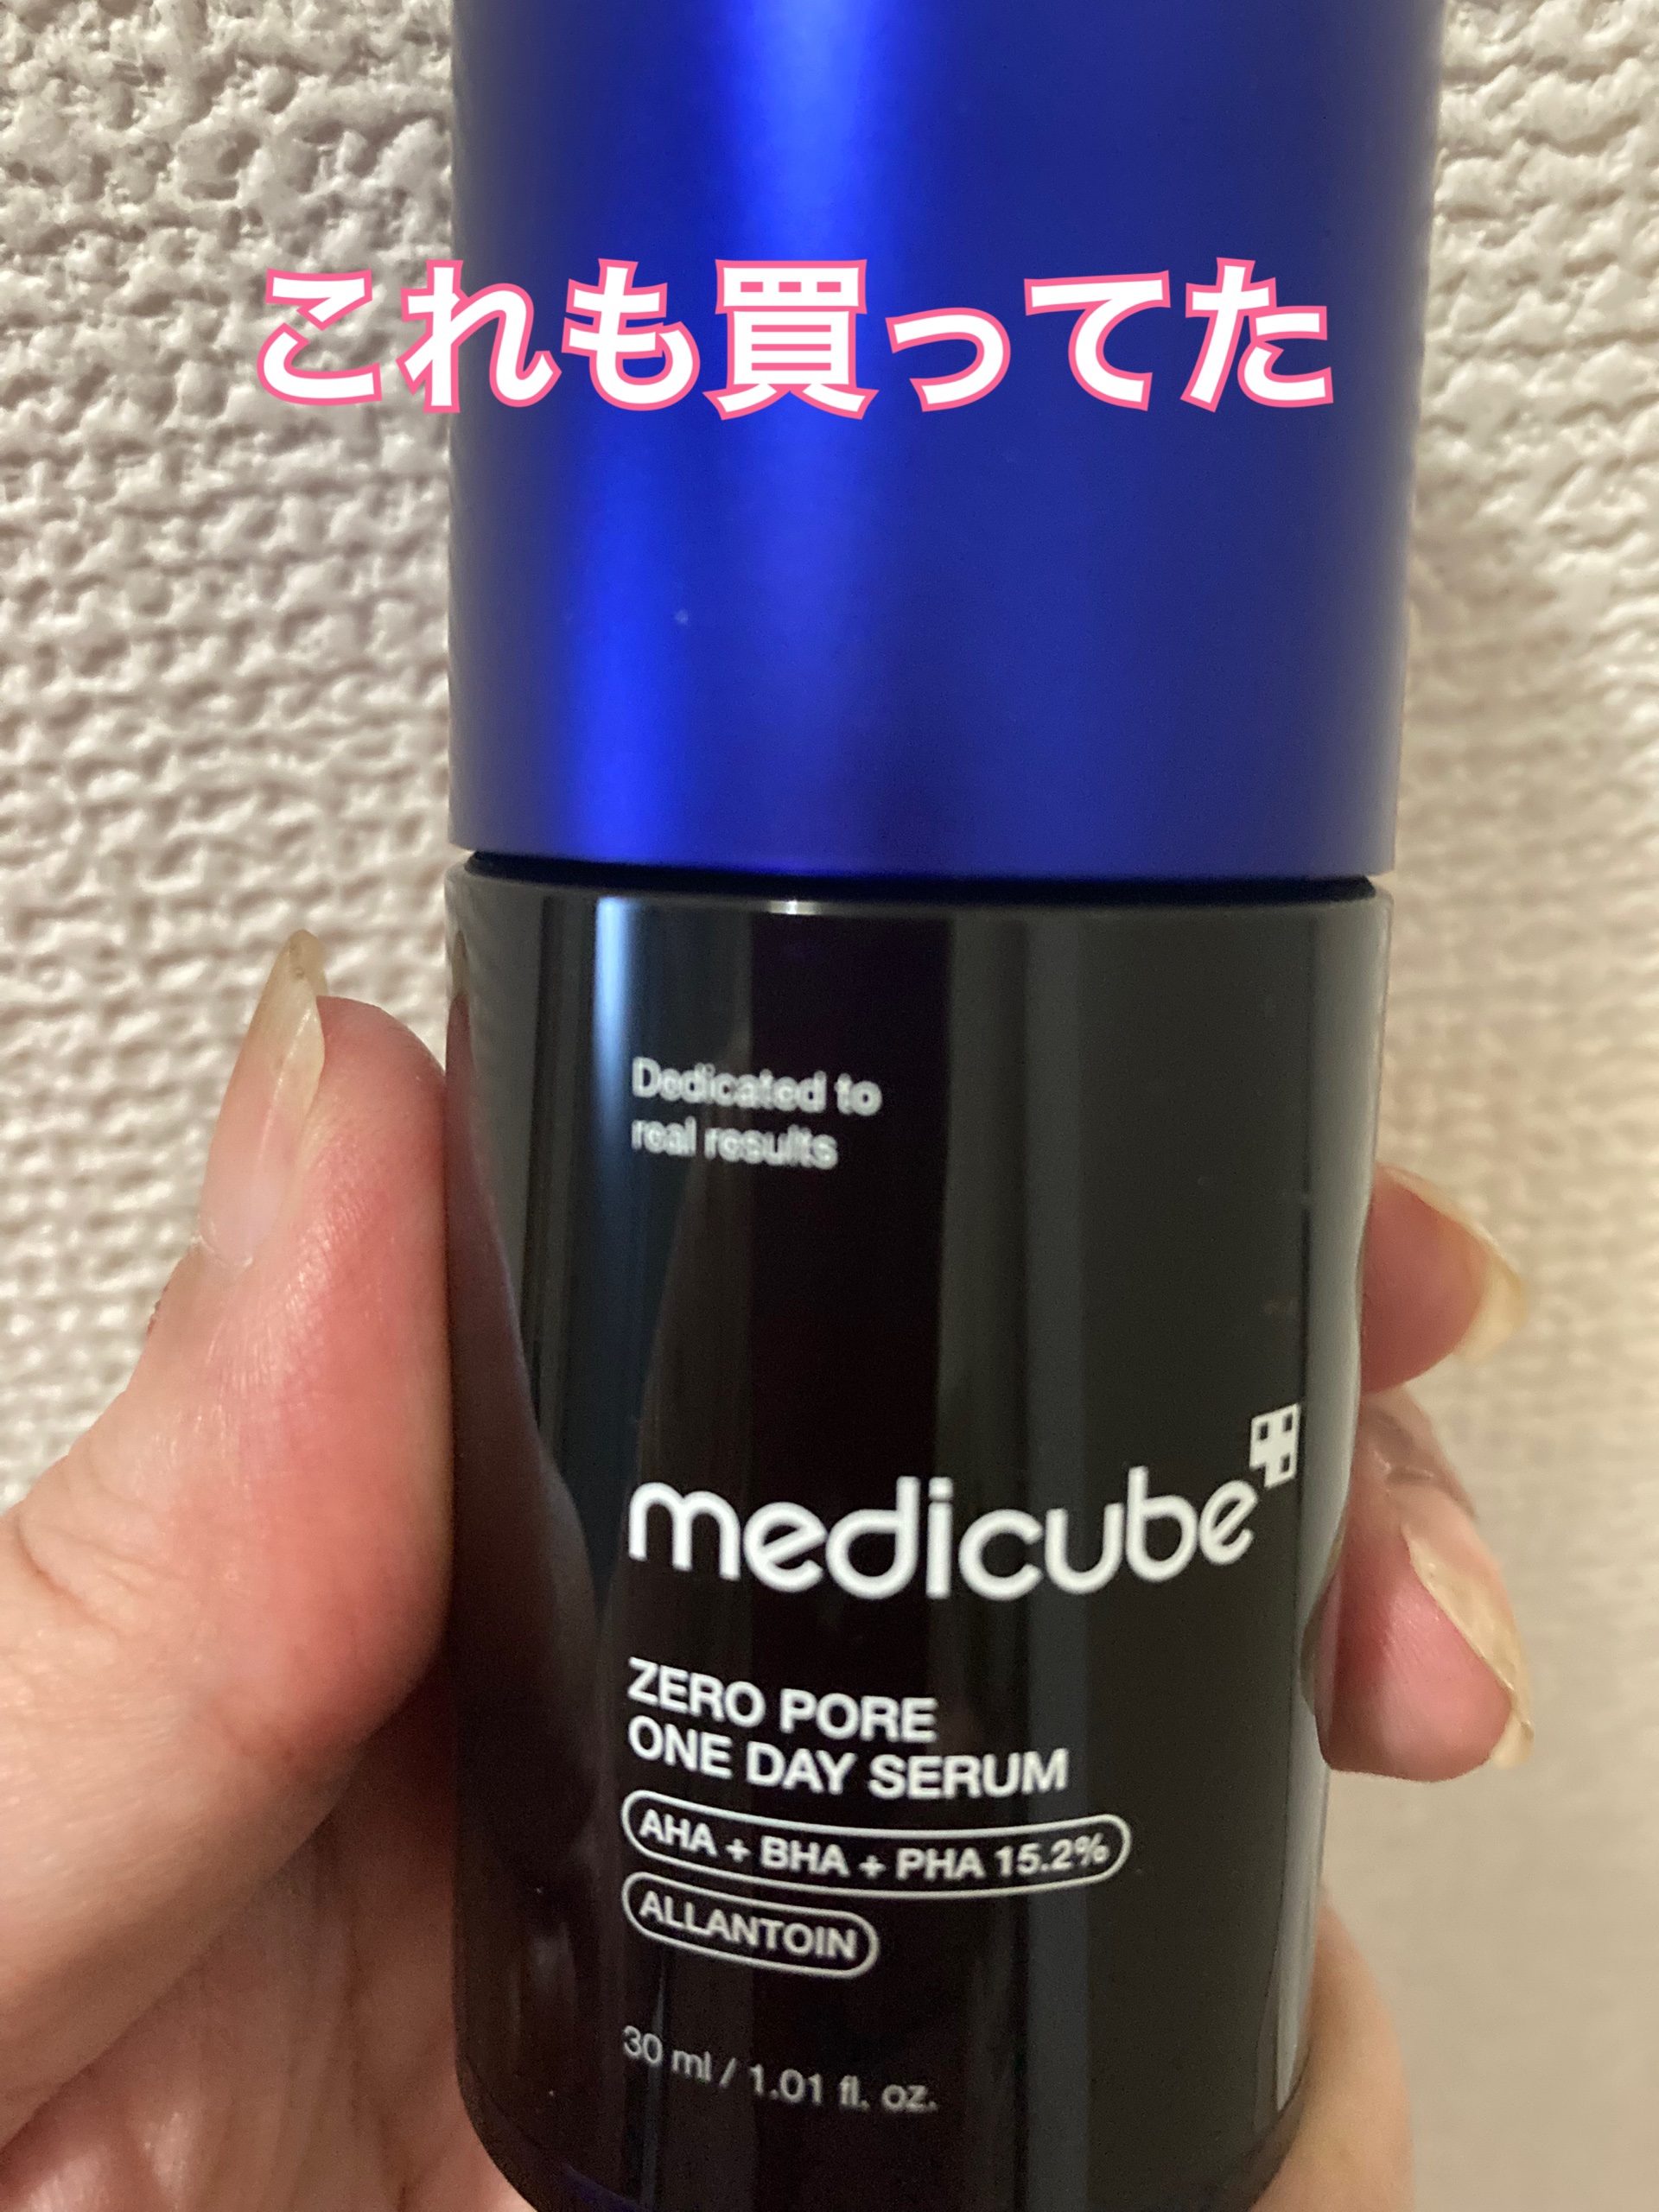 これも買ってた
Dedicated to
real results
medicube
ZERO PORE
ONE DAY SERUM
AHA + BHA + PHA 15.2%
ALLANTOIN
30 ml / 1.01 fl. oz.